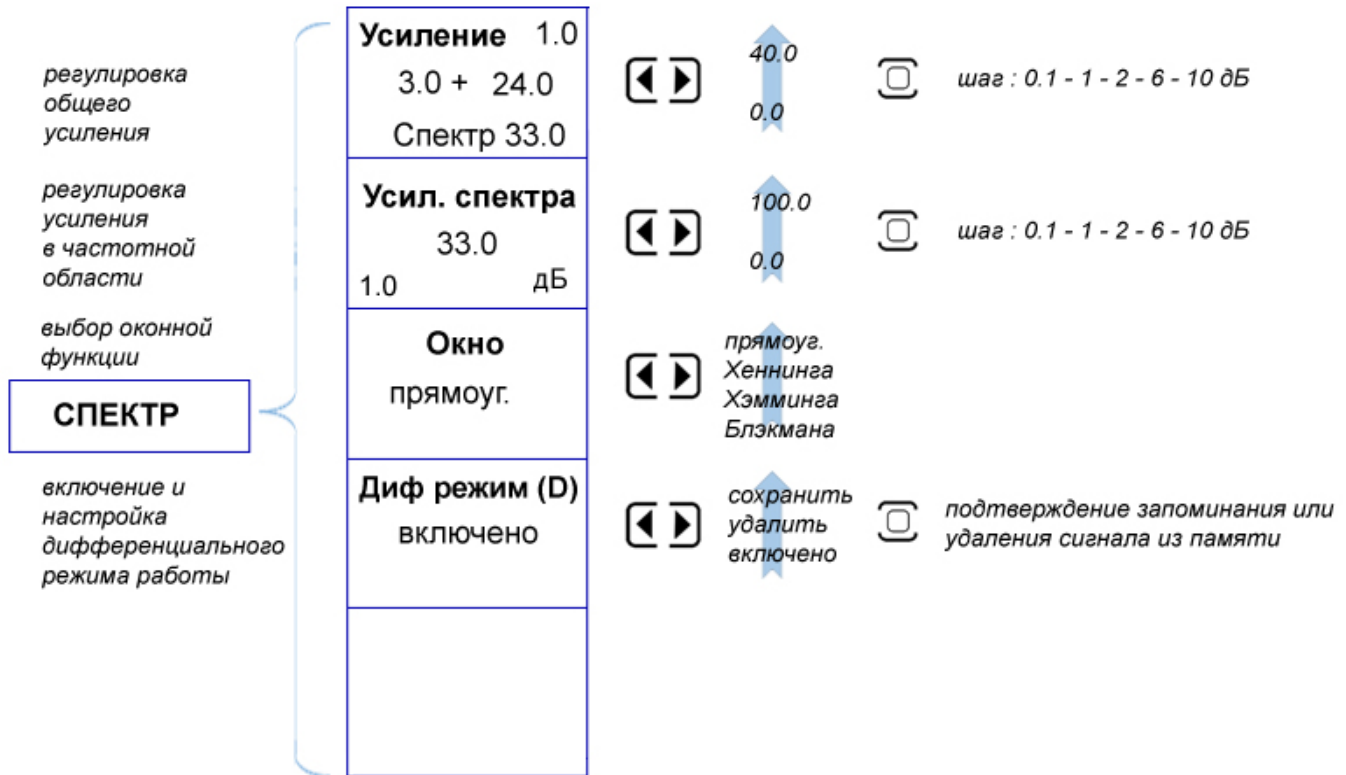 регулировка
общего
усиления
Усиление 1.0
3.0 + 24.0
Спектр 33.0
40.0
0.0
шаг : 0.1 - 1 - 2 - 6 - 10 дБ
регулировка
усиления
в частотной
области
Усил. спектра
33.0
1.0 дБ
100.0
0.0
шаг : 0.1 - 1 - 2 - 6 - 10 дБ
выбор оконной
функции
Окно
прямоуг.
прямоуг.
Хеннинга
Хэмминга
Блэкмана
СПЕКТР
включение и
настройка
дифференциального
режима работы
Диф режим (D)
включено
сохранить
удалить
включено
подтверждение запоминания или
удаления сигнала из памяти